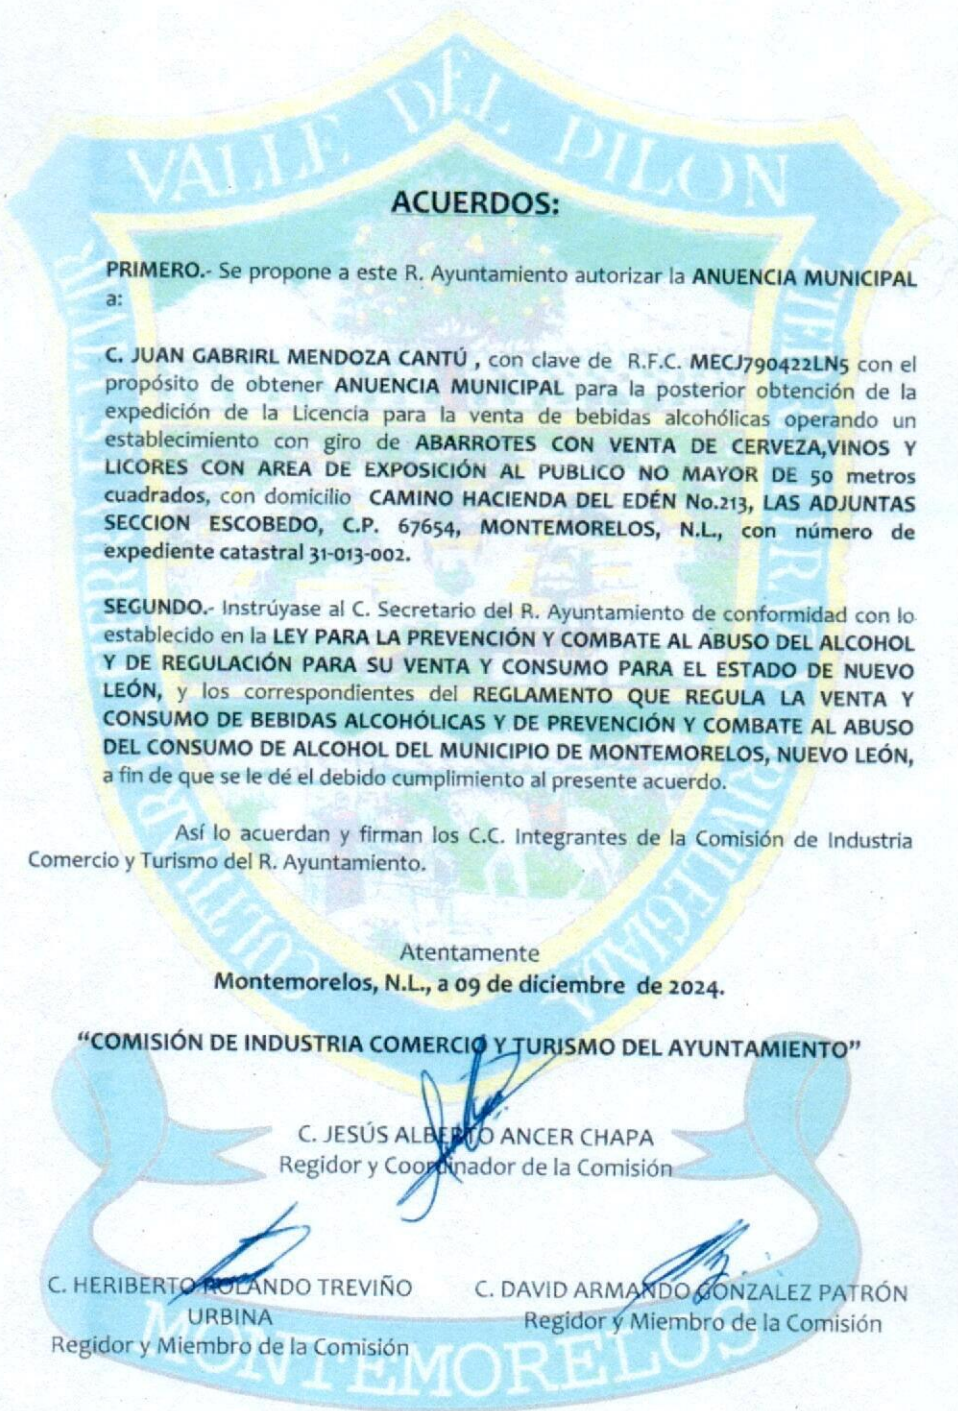 VALLE DEL PILON
ACUERDOS:
PRIMERO.- Se propone a este R. Ayuntamiento autorizar la ANUENCIA MUNICIPAL
a:
C. JUAN GABRIRL MENDOZA CANTÚ , con clave de R.F.C. MECJ790422LN5 con el
propósito de obtener ANUENCIA MUNICIPAL para la posterior obtención de la
expedición de la Licencia para la venta de bebidas alcohólicas operando un
establecimiento con giro de ABARROTES CON VENTA DE CERVEZA,VINOS Y
LICORES CON AREA DE EXPOSICIÓN AL PUBLICO NO MAYOR DE 50 metros
cuadrados, con domicilio CAMINO HACIENDA DEL EDÉN No.213, LAS ADJUNTAS
SECCION ESCOBEDO, C.P. 67654, MONTEMORELOS, N.L., con número de
expediente catastral 31-013-002.
SEGUNDO.- Instrúyase al C. Secretario del R. Ayuntamiento de conformidad con lo
establecido en la LEY PARA LA PREVENCIÓN Y COMBATE AL ABUSO DEL ALCOHOL
Y DE REGULACIÓN PARA SU VENTA Y CONSUMO PARA EL ESTADO DE NUEVO
LEÓN, y los correspondientes del REGLAMENTO QUE REGULA LA VENTA Y
CONSUMO DE BEBIDAS ALCOHÓLICAS Y DE PREVENCIÓN Y COMBATE AL ABUSO
DEL CONSUMO DE ALCOHOL DEL MUNICIPIO DE MONTEMORELOS, NUEVO LEÓN,
a fin de que se le dé el debido cumplimiento al presente acuerdo.
Así lo acuerdan y firman los C.C. Integrantes de la Comisión de Industria
Comercio y Turismo del R. Ayuntamiento.
Atentamente
Montemorelos, N.L., a 09 de diciembre de 2024.
“COMISIÓN DE INDUSTRIA COMERCIO Y TURISMO DEL AYUNTAMIENTO”
C. JESÚS ALBERTO ANCER CHAPA
Regidor y Coordinador de la Comisión
C. HERIBERTO ROLANDO TREVIÑO
URBINA
Regidor y Miembro de la Comisión
C. DAVID ARMANDO GONZALEZ PATRÓN
Regidor y Miembro de la Comisión
MONTEMORELOS